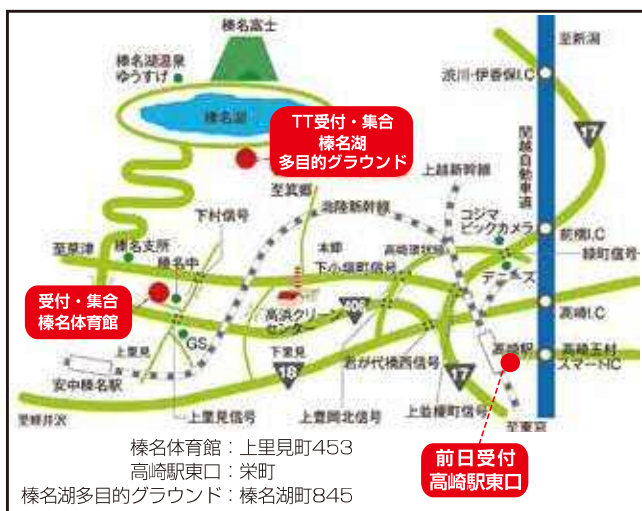 榛名富士
至新潟
榛名湖温泉
ゆうすげ
渋川・伊香保I.C
榛名湖
TT受付・集合
榛名湖
多目的グラウンド
17
関越自動車道
上越新幹線
至箕郷
北陸新幹線
下村信号
コジマ
ビックカメラ
前橋I.C
至草津
榛名支所
本郷
高崎環状線
緑町信号
榛名中
下小塙町信号
受付・集合
榛名体育館
406
高浜クリーン
センター
高崎I.C
GS
上里見
下里見
君が代橋西信号
高崎駅
高崎玉村
スマートIC
安中榛名駅
18
17
至軽井沢
上里見信号
上豊岡北信号
上並榎町信号
至東京
榛名体育館：上里見町453
高崎駅東口：栄町
榛名湖多目的グラウンド：榛名湖町845
前日受付
高崎駅東口